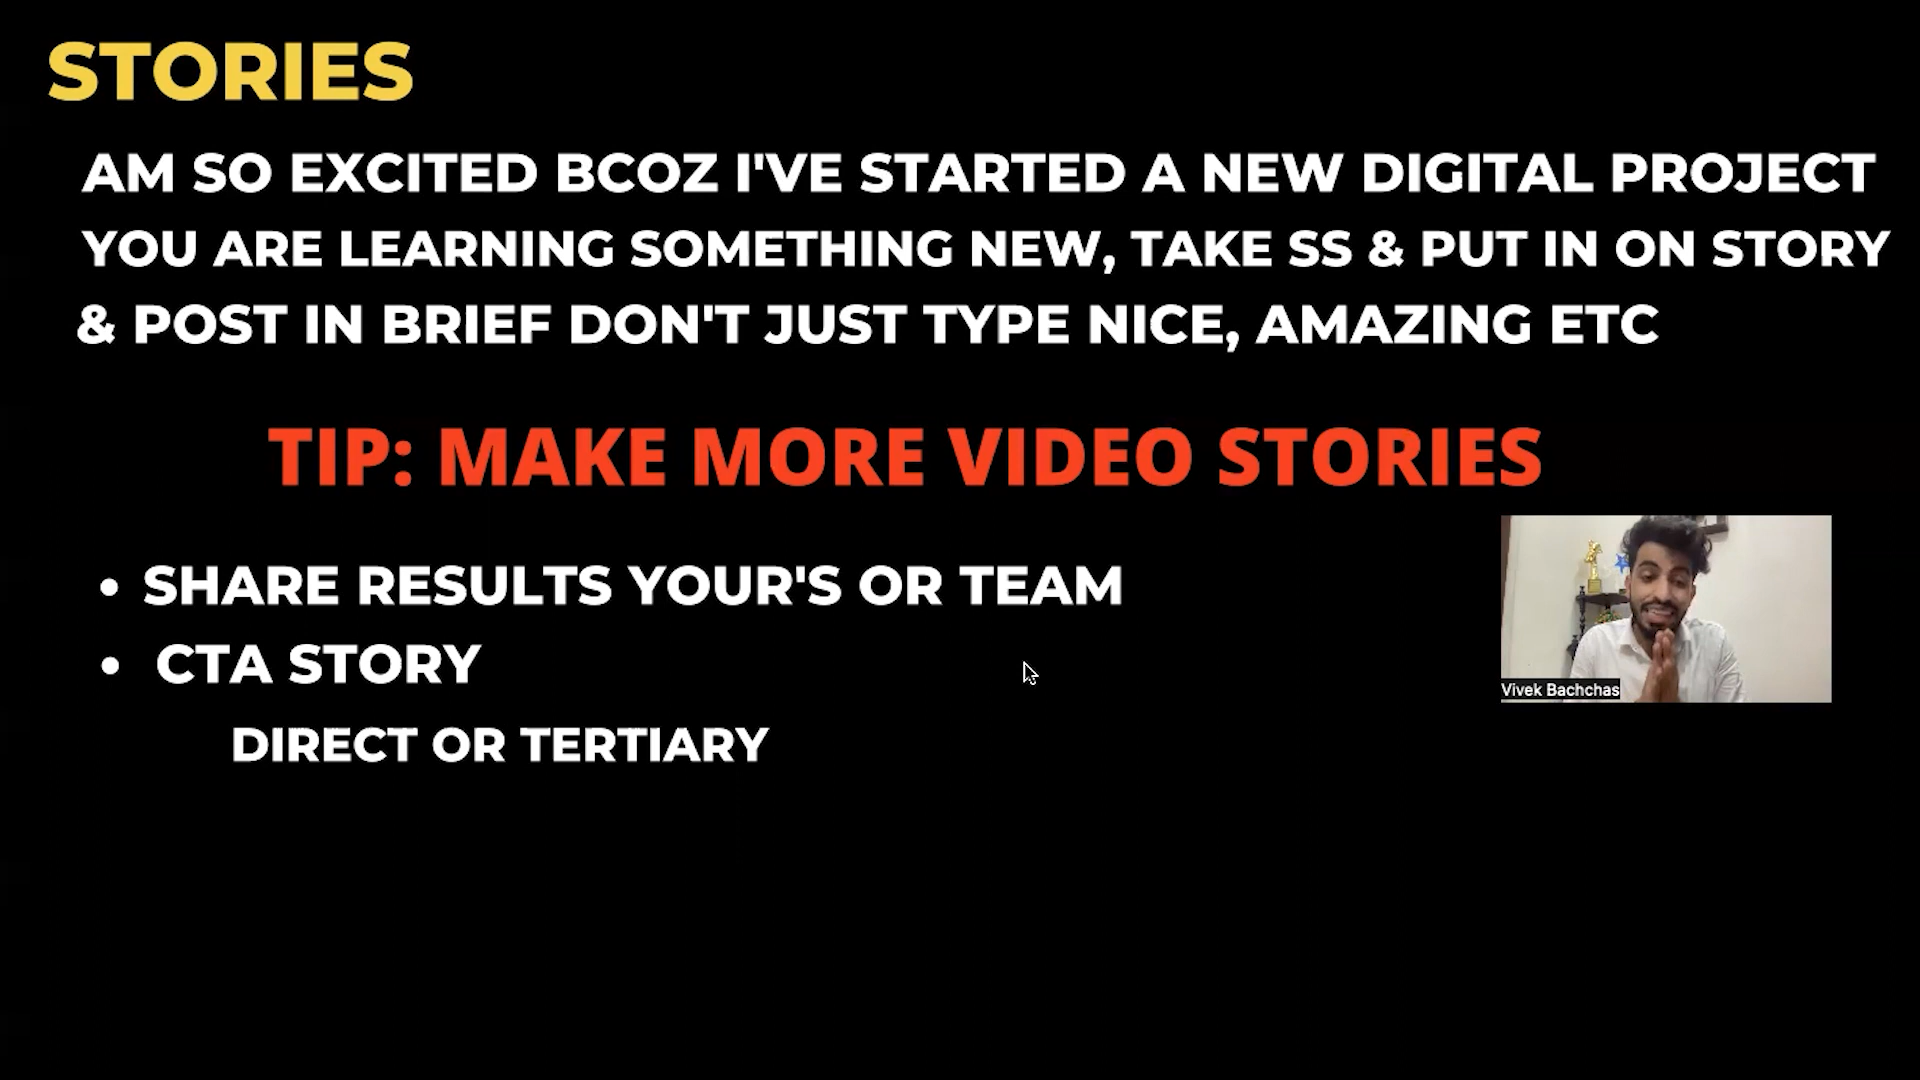 STORIES
AM SO EXCITED BCOZ I'VE STARTED A NEW DIGITAL PROJECT
YOU ARE LEARNING SOMETHING NEW, TAKE SS & PUT IN ON STORY
& POST IN BRIEF DON'T JUST TYPE NICE, AMAZING ETC
TIP: MAKE MORE VIDEO STORIES
• SHARE RESULTS YOUR'S OR TEAM
• CTA STORY
DIRECT OR TERTIARY
Vivek Bachchas